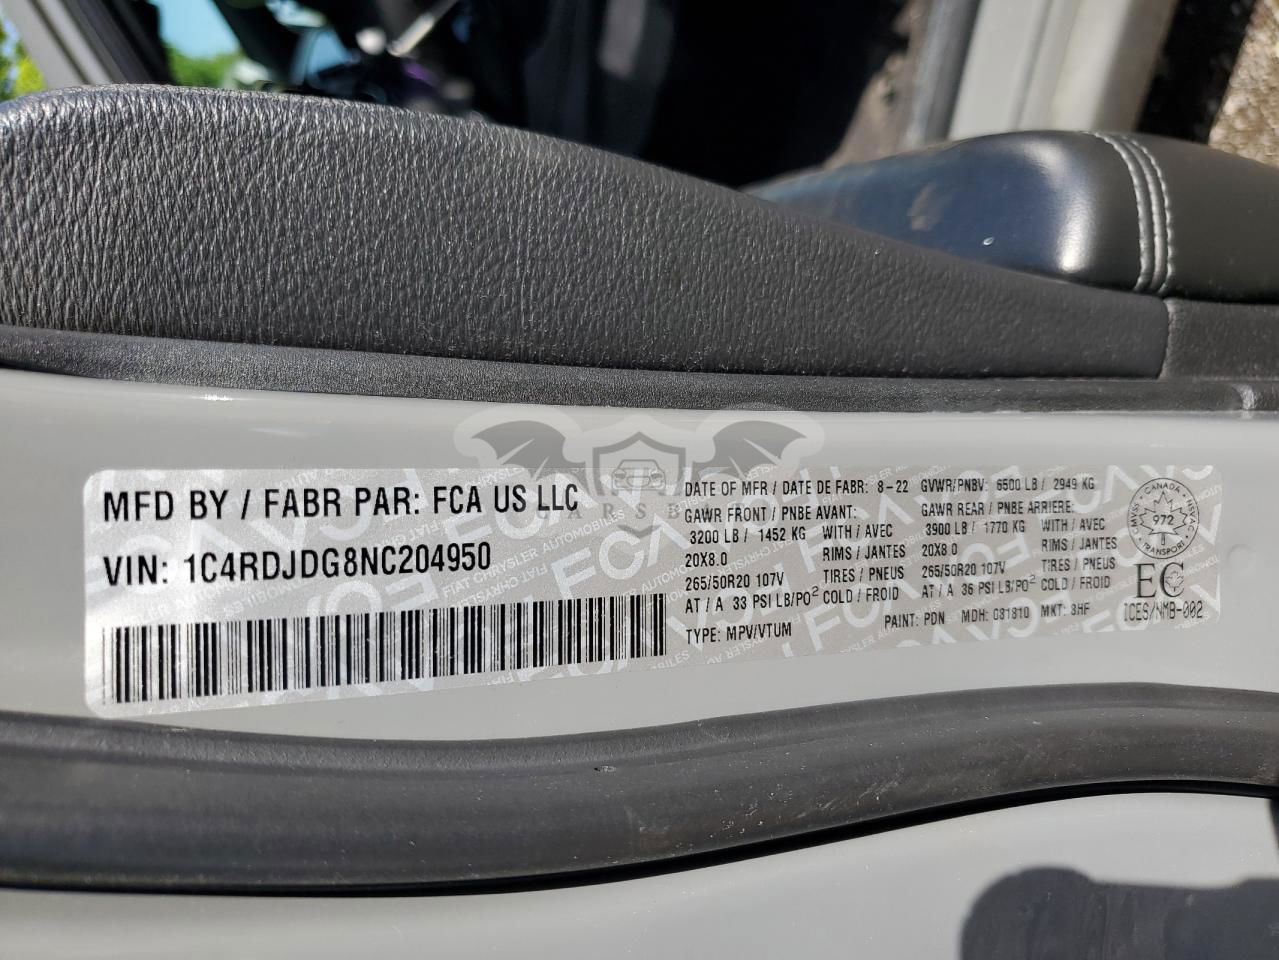 MFD BY / FABR PAR: FCA US LLC
VIN: 1C4RDJDG8NC204950
DATE OF MFR / DATE DE FABR: 8-22 GVWR/PNBV: 6500 LB / 2949 KG
GAWR FRONT / PNBE AVANT: GAWR REAR / PNBE ARRIERE:
3200 LB / 1452 KG WITH / AVEC 3900 LB / 1770 KG WITH / AVEC
20X8.0 RIMS / JANTES 20X8.0 RIMS / JANTES
265/50R20 107V TIRES / PNEUS 265/50R20 107V TIRES / PNEUS
AT / A 33 PSI LB/PO² COLD / FROID AT / A 36 PSI LB/PO² COLD / FROID
TYPE: MPV/VTUM PAINT: PDN MDH: 081810 MKT: 3HF
CANADA
972
TRANSPORT
EC
ICES/NMB-002